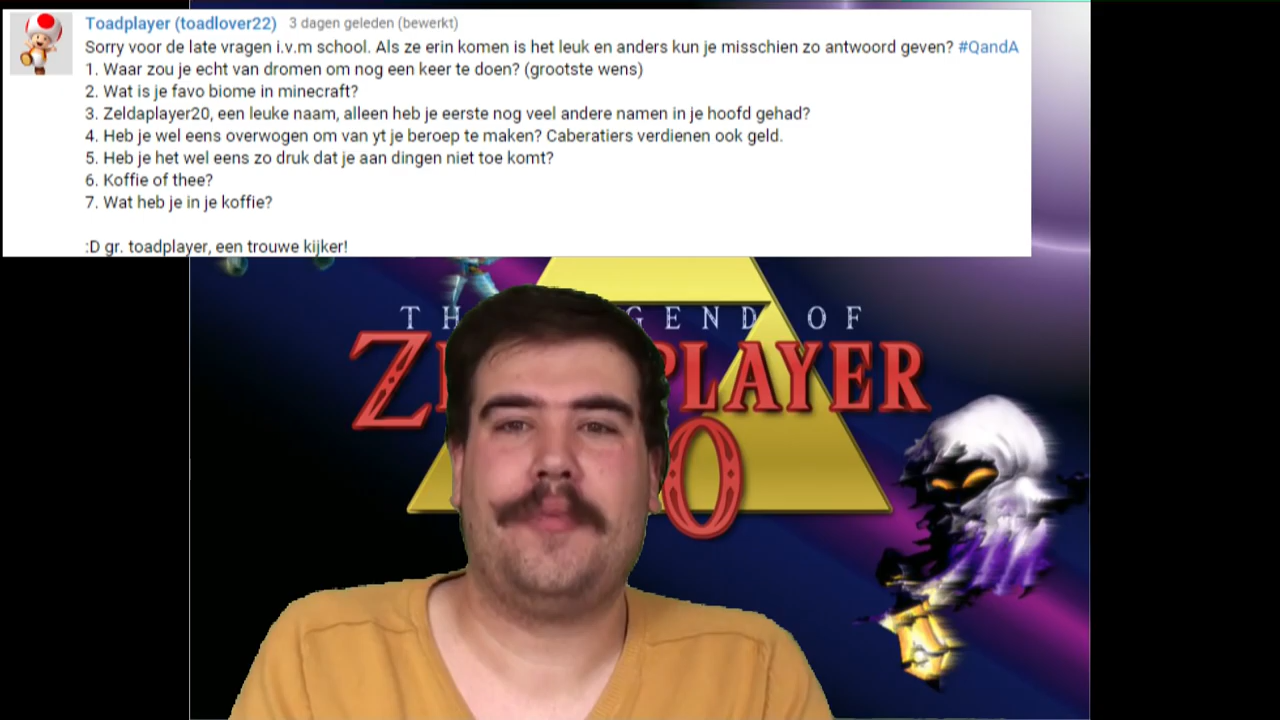 Toadplayer (toadlover22) 3 dagen geleden (bewerkt)
Sorry voor de late vragen i.v.m school. Als ze erin komen is het leuk en anders kun je misschien zo antwoord geven? #QandA
1. Waar zou je echt van dromen om nog een keer te doen? (grootste wens)
2. Wat is je favo biome in minecraft?
3. Zeldaplayer20, een leuke naam, alleen heb je eerste nog veel andere namen in je hoofd gehad?
4. Heb je wel eens overwogen om van yt je beroep te maken? Caberatiers verdienen ook geld.
5. Heb je het wel eens zo druk dat je aan dingen niet toe komt?
6. Koffie of thee?
7. Wat heb je in je koffie?
:D gr. toadplayer, een trouwe kijker!
TH GEND OF
ZE PLAYER
0